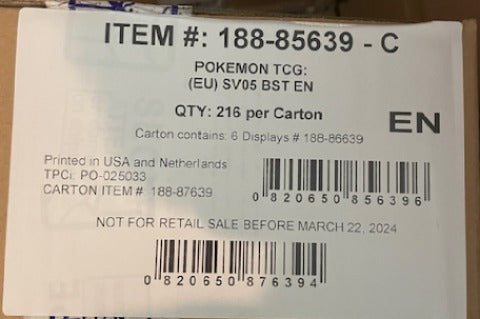 ITEM #: 188-85639 - C
POKEMON TCG:
(EU) SV05 BST EN
QTY: 216 per Carton
EN
Carton contains: 6 Displays # 188-86639
Printed in USA and Netherlands
TPCi: PO-025033
CARTON ITEM # 188-87639
0 820650 856396
NOT FOR RETAIL SALE BEFORE MARCH 22, 2024
0 820650 876394